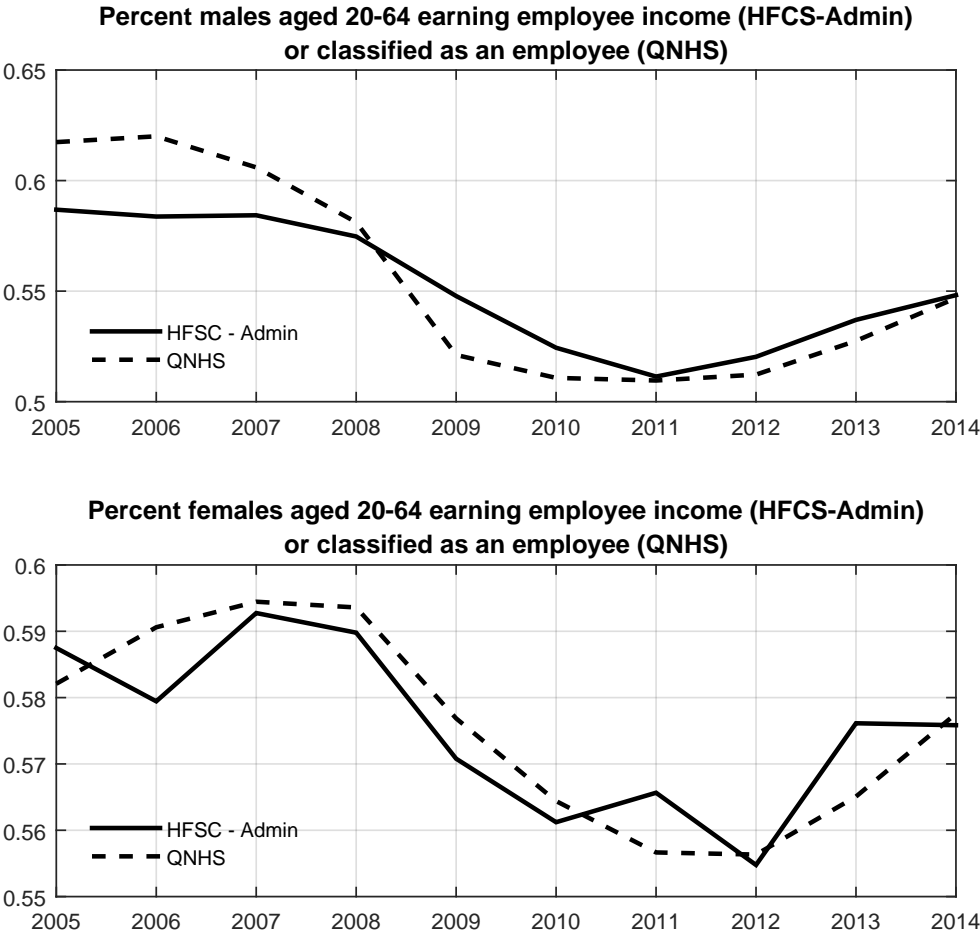 Percent males aged 20-64 earning employee income (HFCS-Admin)
or classified as an employee (QNHS)
0.65
0.6
0.55
0.5
HFSC - Admin
QNHS
2005 2006 2007 2008 2009 2010 2011 2012 2013 2014
Percent females aged 20-64 earning employee income (HFCS-Admin)
or classified as an employee (QNHS)
0.6
0.59
0.58
0.57
0.56
0.55
HFSC - Admin
QNHS
2005 2006 2007 2008 2009 2010 2011 2012 2013 2014